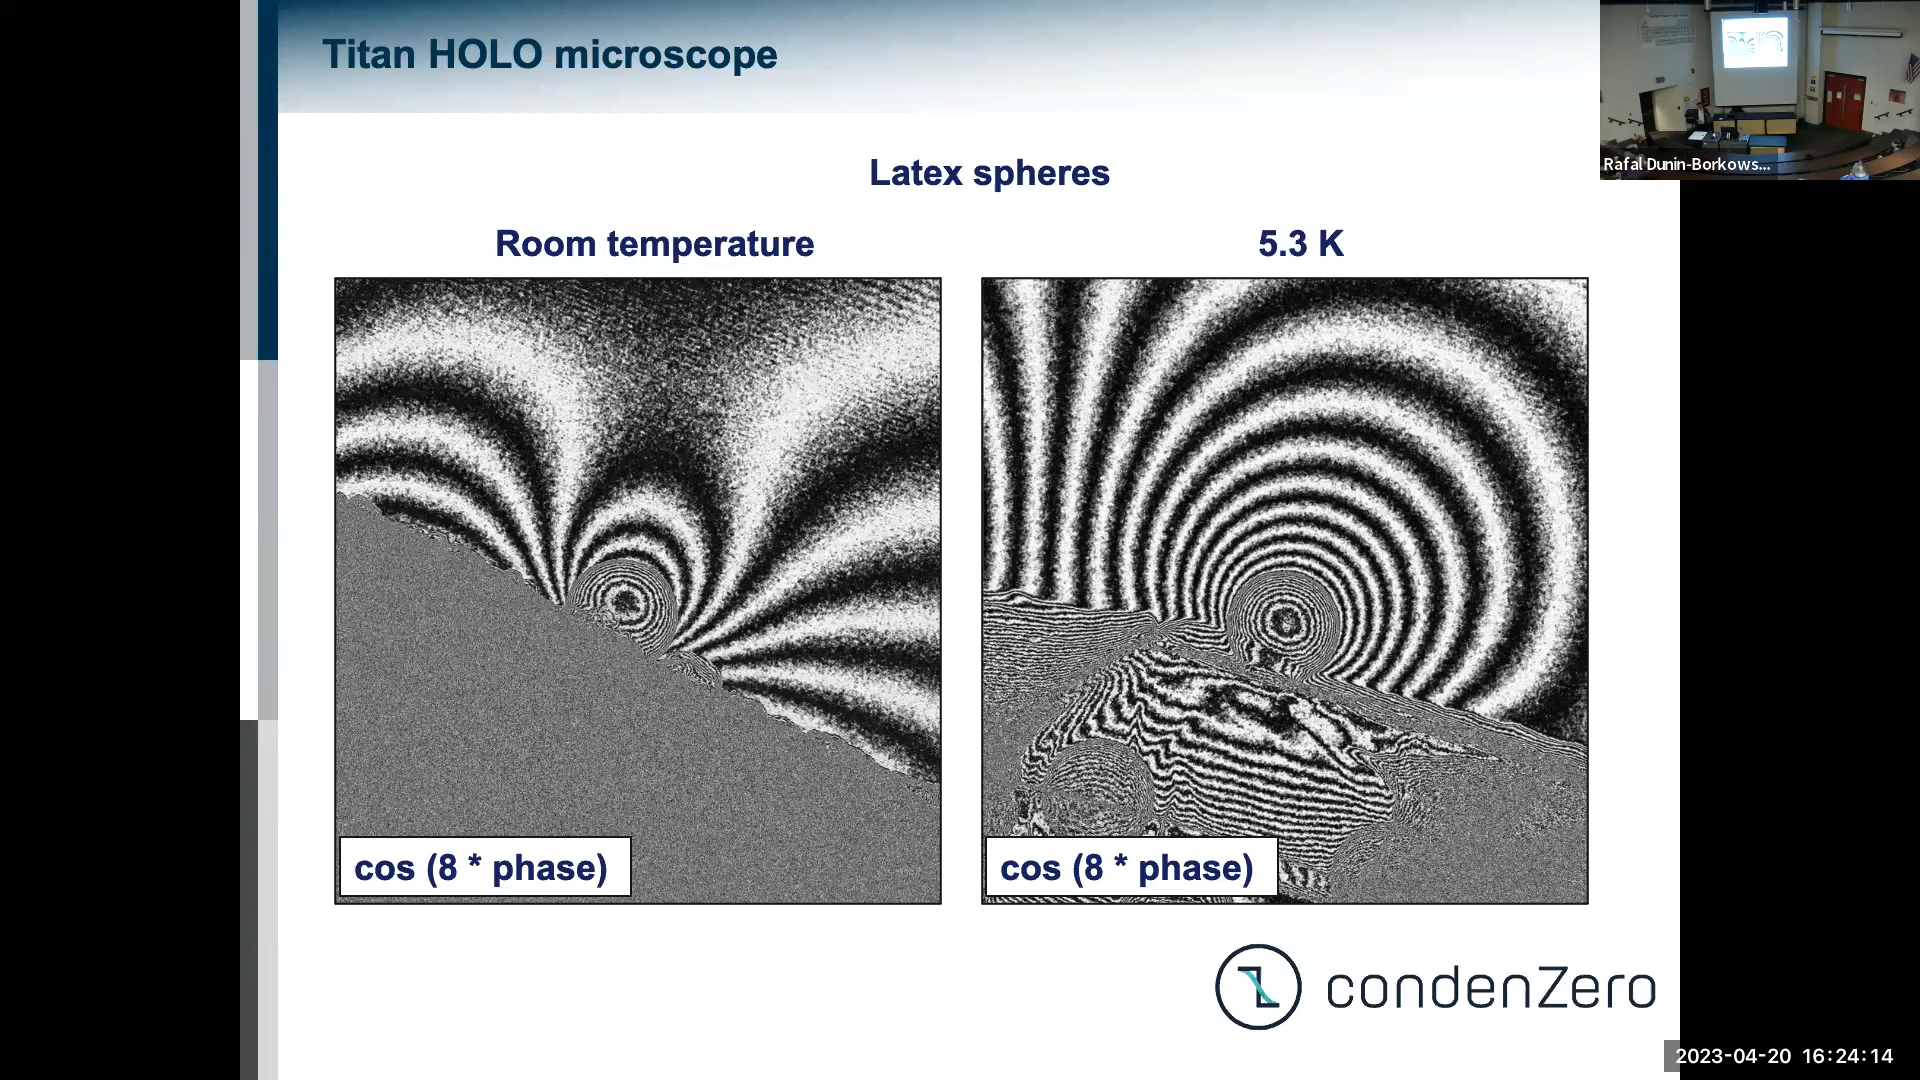 Titan HOLO microscope
Rafal Dunin-Borkows...
Latex spheres
Room temperature
5.3 K
cos (8 * phase)
cos (8 * phase)
condenZero
2023-04-20 16:24:14